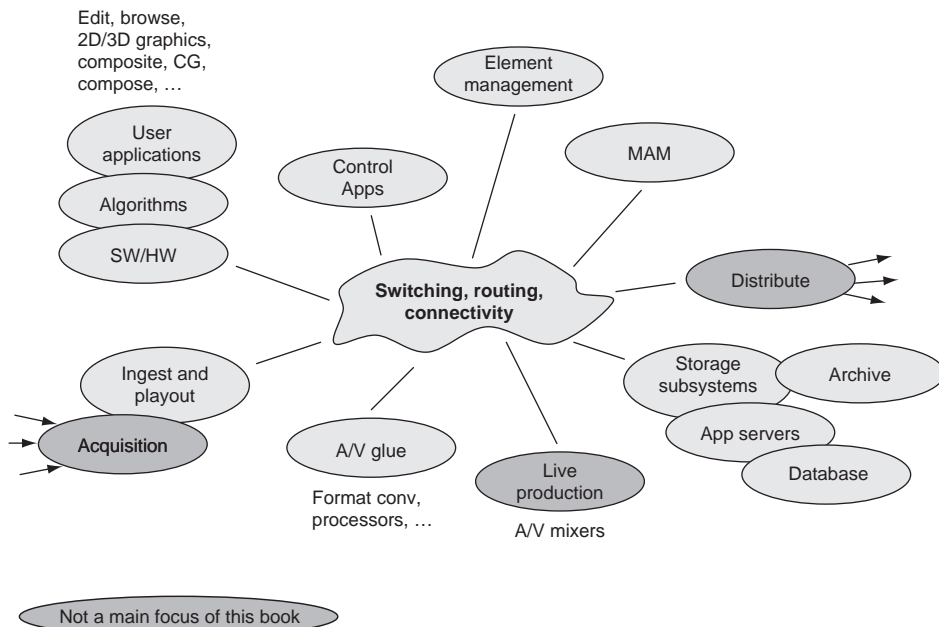 Edit, browse,
2D/3D graphics,
composite, CG,
compose, …
User
applications
Algorithms
SW/HW
Control
Apps
Element
management
MAM
Switching, routing,
connectivity
Distribute
Ingest and
playout
Acquisition
A/V glue
Format conv,
processors, …
Live
production
A/V mixers
Storage
subsystems
Archive
App servers
Database
Not a main focus of this book